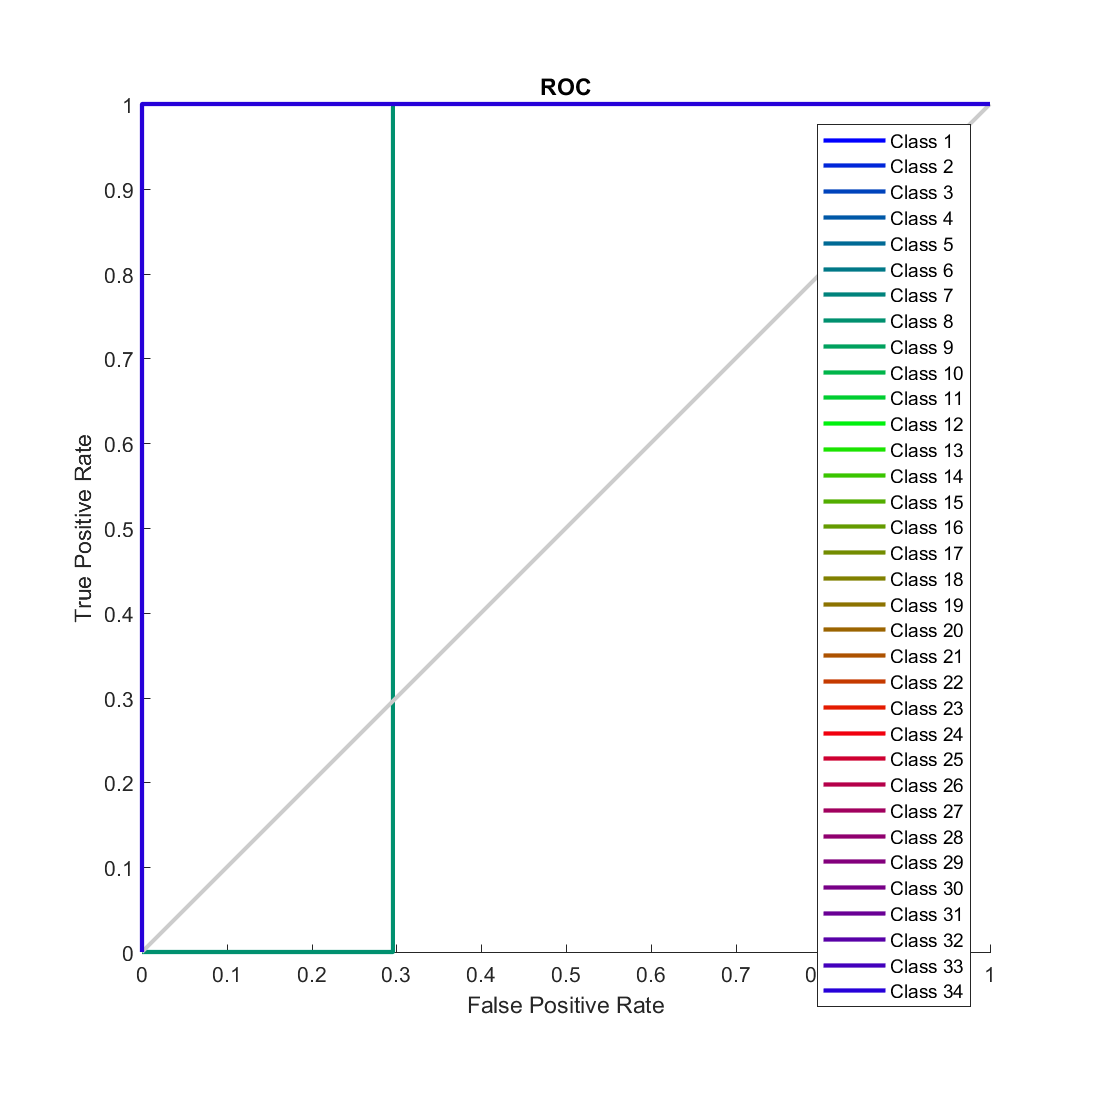 ROC
1
0.9
0.8
0.7
0.6
0.5
0.4
0.3
0.2
0.1
0
True Positive Rate
0 0.1 0.2 0.3 0.4 0.5 0.6 0.7 1
False Positive Rate
Class 1
Class 2
Class 3
Class 4
Class 5
Class 6
Class 7
Class 8
Class 9
Class 10
Class 11
Class 12
Class 13
Class 14
Class 15
Class 16
Class 17
Class 18
Class 19
Class 20
Class 21
Class 22
Class 23
Class 24
Class 25
Class 26
Class 27
Class 28
Class 29
Class 30
Class 31
Class 32
Class 33
Class 34